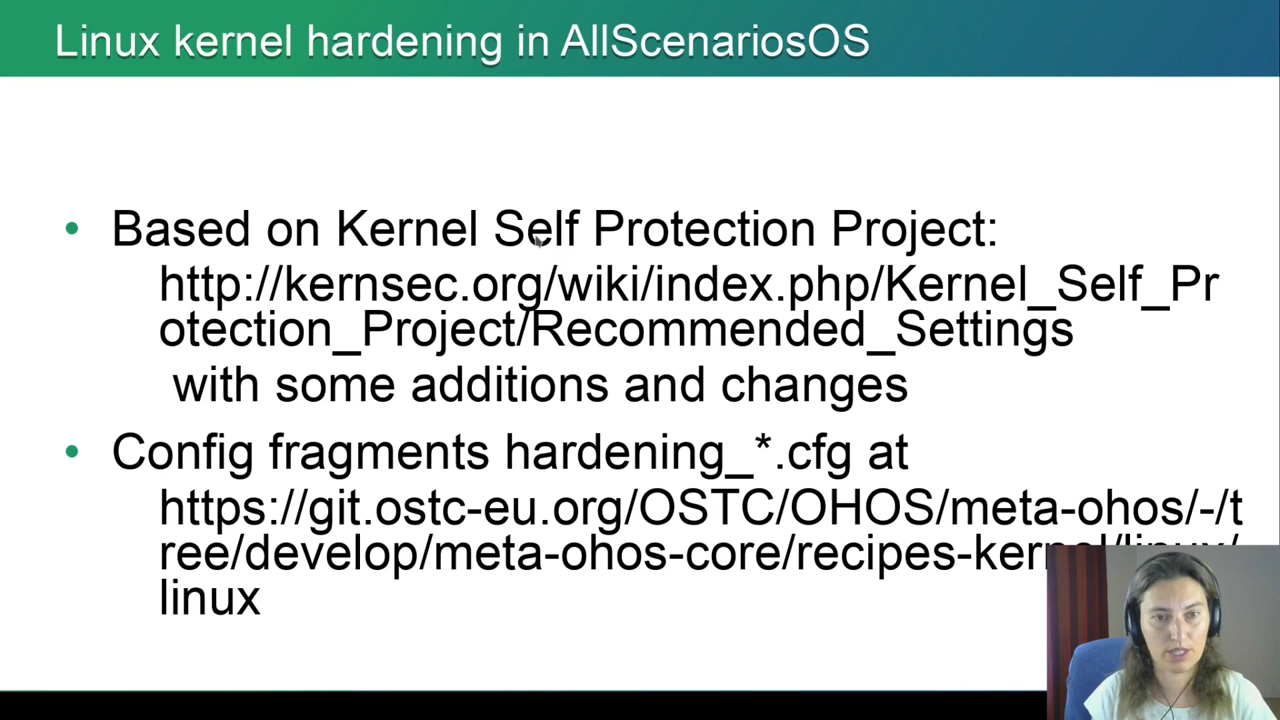 Linux kernel hardening in AllScenariosOS
• Based on Kernel Self Protection Project:
http://kernsec.org/wiki/index.php/Kernel_Self_Pr
otection_Project/Recommended_Settings
with some additions and changes
• Config fragments hardening_*.cfg at
https://git.ostc-eu.org/OSTC/OHOS/meta-ohos/-/t
ree/develop/meta-ohos-core/recipes-kernel/linux/
linux